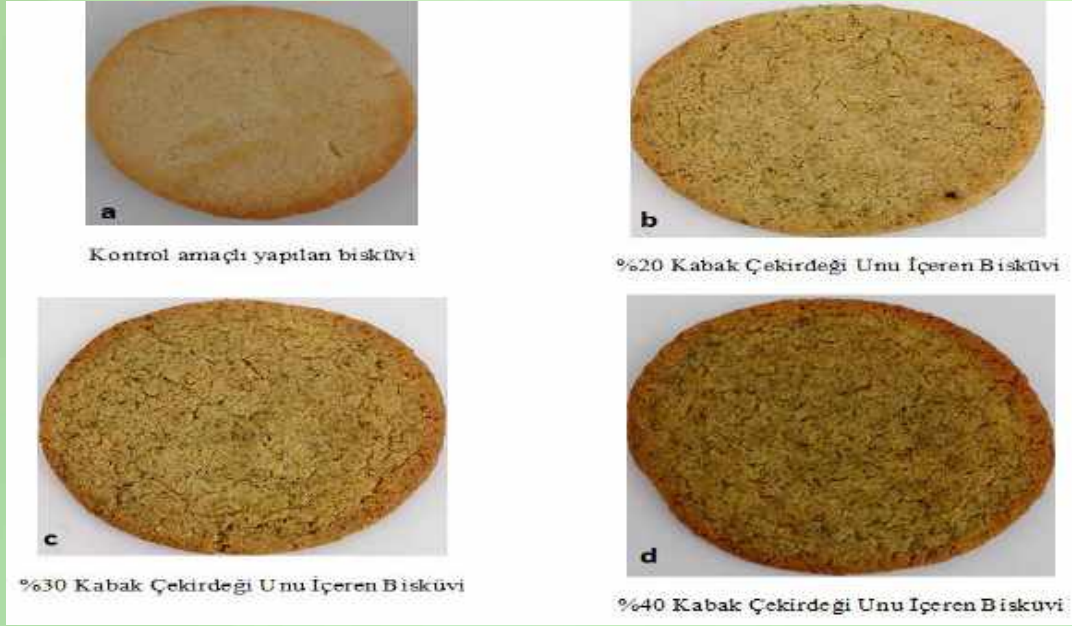 a
Kontrol amaçlı yapılan bisküvi
b
%20 Kabak Çekirdeği Unu İçeren Bisküvi
c
%30 Kabak Çekirdeği Unu İçeren Bisküvi
d
%40 Kabak Çekirdeği Unu İçeren Bisküvi